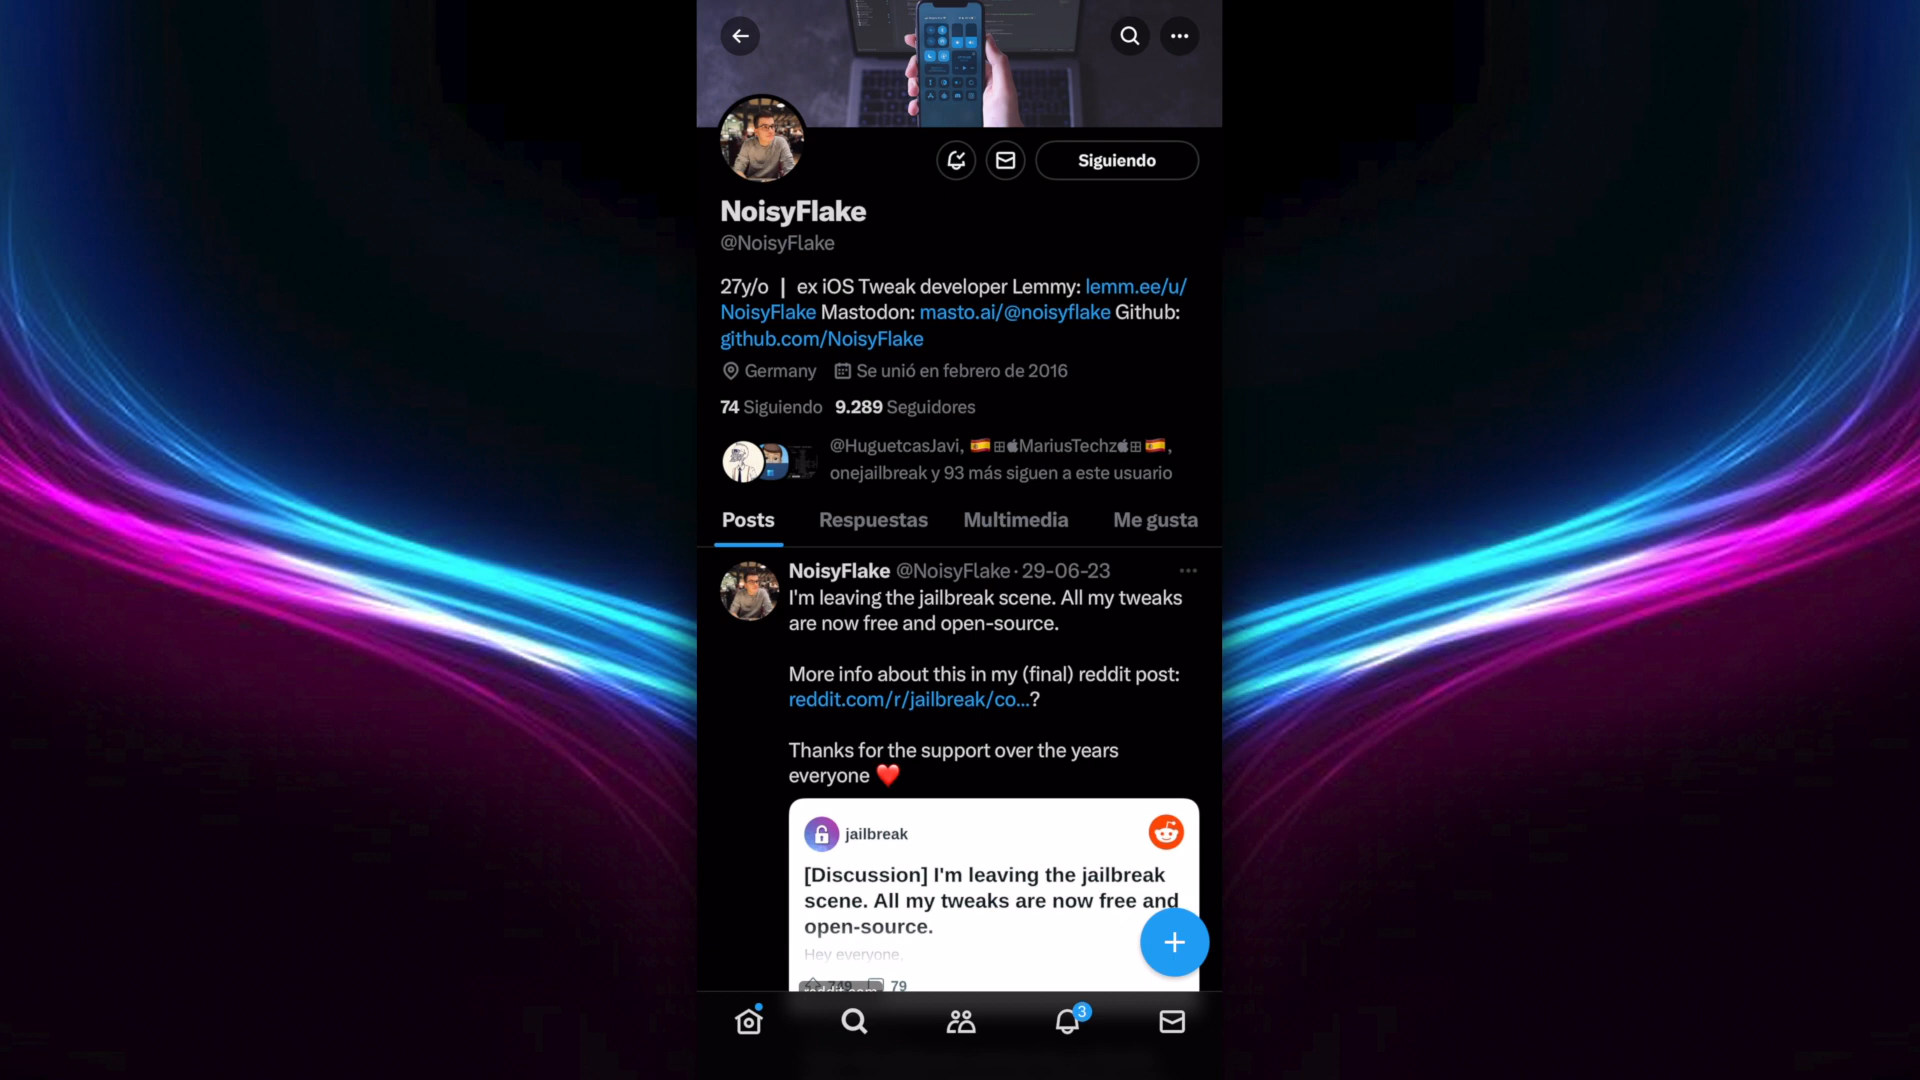 Siguiendo
NoisyFlake
@NoisyFlake
27y/o | ex iOS Tweak developer Lemmy: lemm.ee/u/
NoisyFlake Mastodon: masto.ai/@noisyflake Github:
github.com/NoisyFlake
Germany Se unió en febrero de 2016
74 Siguiendo 9.289 Seguidores
@HuguetcasJavi, 🇪🇸⊞MariusTechz⊞🇪🇸,
onejailbreak y 93 más siguen a este usuario
Posts Respuestas Multimedia Me gusta
NoisyFlake @NoisyFlake · 29-06-23
I'm leaving the jailbreak scene. All my tweaks
are now free and open-source.
More info about this in my (final) reddit post:
reddit.com/r/jailbreak/co...?
Thanks for the support over the years
everyone ❤️
jailbreak
[Discussion] I'm leaving the jailbreak
scene. All my tweaks are now free and
open-source.
Hey everyone,
749 79
reddit.com
3